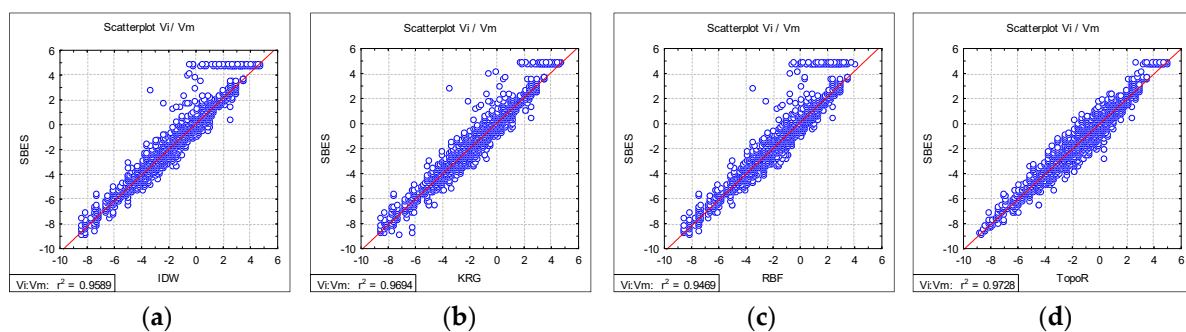 Scatterplot Vi / Vm
6
4
2
0
-2
-4
-6
-8
-10
SBES
-10 -8 -6 -4 -2 0 2 4 6
IDW
Vi:Vm: r² = 0.9589
(a)
Scatterplot Vi / Vm
6
4
2
0
-2
-4
-6
-8
-10
SBES
-10 -8 -6 -4 -2 0 2 4 6
KRG
Vi:Vm: r² = 0.9694
(b)
Scatterplot Vi / Vm
6
4
2
0
-2
-4
-6
-8
-10
SBES
-10 -8 -6 -4 -2 0 2 4 6
RBF
Vi:Vm: r² = 0.9469
(c)
Scatterplot Vi / Vm
6
4
2
0
-2
-4
-6
-8
-10
SBES
-10 -8 -6 -4 -2 0 2 4 6
TopoR
Vi:Vm: r² = 0.9728
(d)